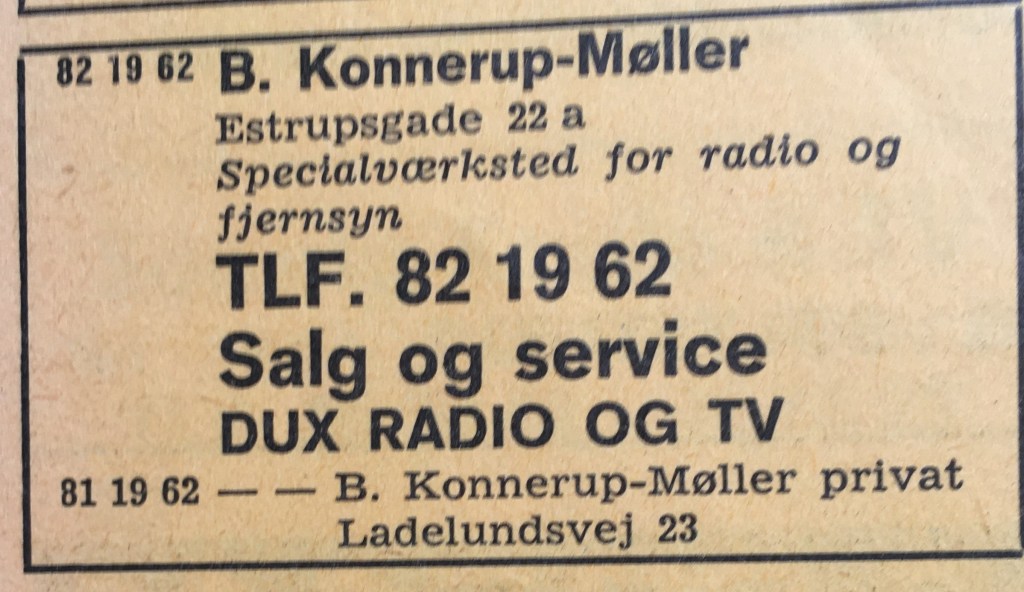 82 19 62 B. Konnerup-Møller
Estrupsgade 22 a
Specialværksted for radio og
fjernsyn
TLF. 82 19 62
Salg og service
DUX RADIO OG TV
81 19 62 — — B. Konnerup-Møller privat
Ladelundsvej 23